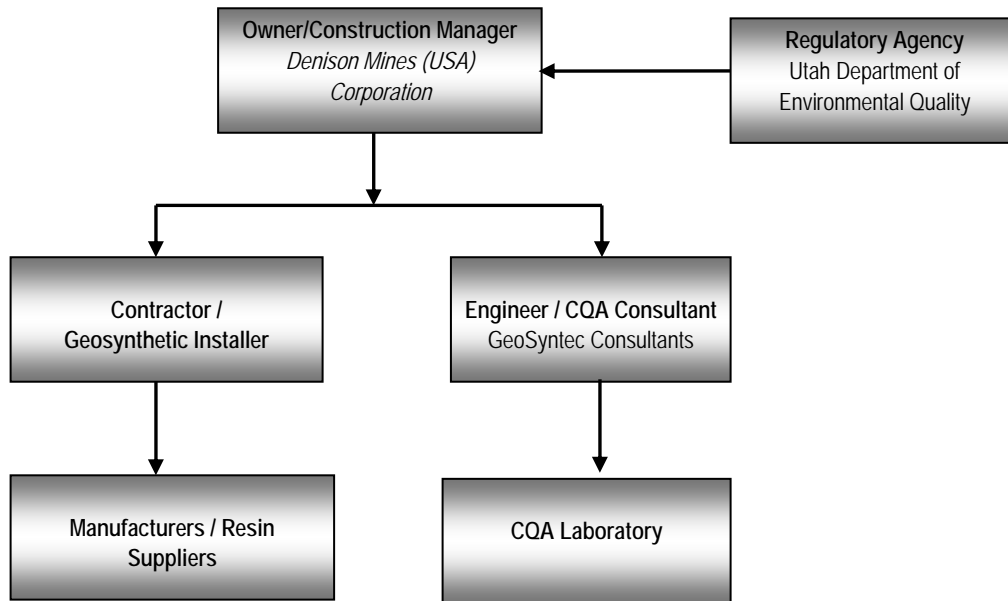 Owner/Construction Manager
Denison Mines (USA)
Corporation
Regulatory Agency
Utah Department of
Environmental Quality
Contractor /
Geosynthetic Installer
Engineer / CQA Consultant
GeoSyntec Consultants
Manufacturers / Resin
Suppliers
CQA Laboratory